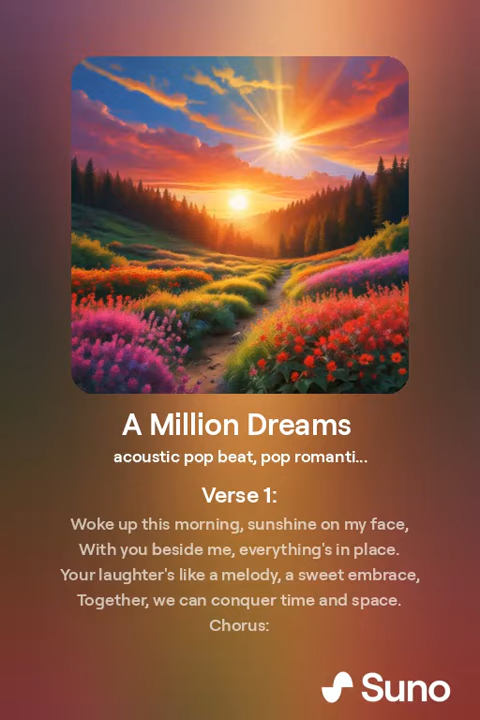 A Million Dreams
acoustic pop beat, pop romanti...
Verse 1:
Woke up this morning, sunshine on my face,
With you beside me, everything's in place.
Your laughter's like a melody, a sweet embrace,
Together, we can conquer time and space.
Chorus:
Suno